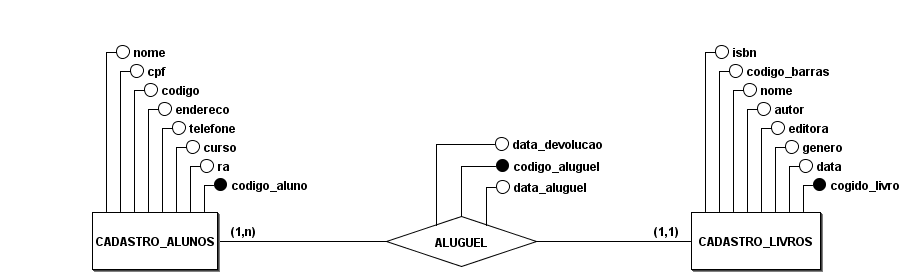 nome
cpf
codigo
endereco
telefone
curso
ra
codigo_aluno
CADASTRO_ALUNOS
(1,n)
data_devolucao
codigo_aluguel
data_aluguel
ALUGUEL
(1,1)
isbn
codigo_barras
nome
autor
editora
genero
data
cogido_livro
CADASTRO_LIVROS